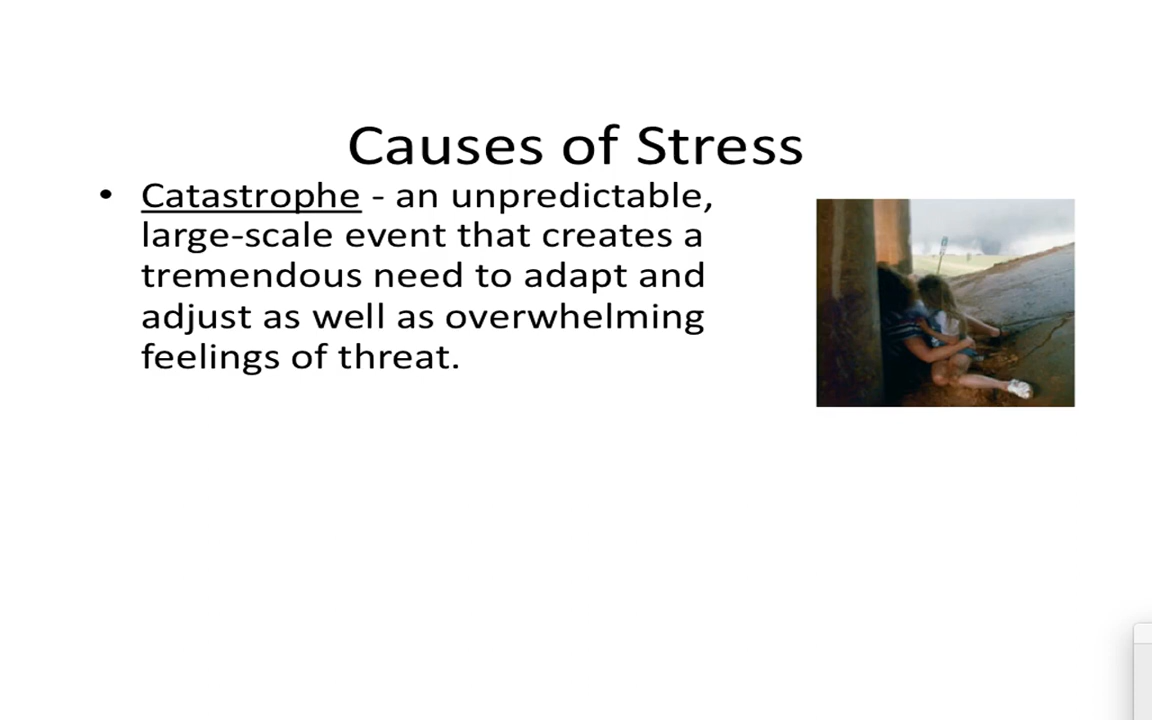 Causes of Stress
• Catastrophe - an unpredictable,
large-scale event that creates a
tremendous need to adapt and
adjust as well as overwhelming
feelings of threat.